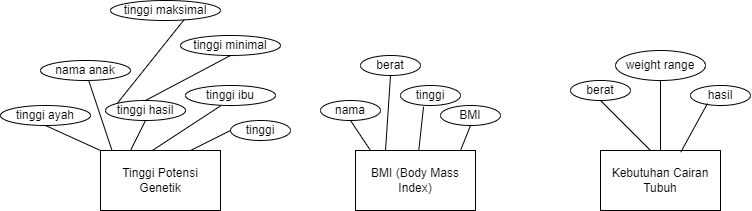 tinggi maksimal
tinggi minimal
nama anak
tinggi ibu
tinggi hasil
tinggi ayah
tinggi
Tinggi Potensi
Genetik
berat
tinggi
nama
BMI
BMI (Body Mass
Index)
weight range
berat
hasil
Kebutuhan Cairan
Tubuh